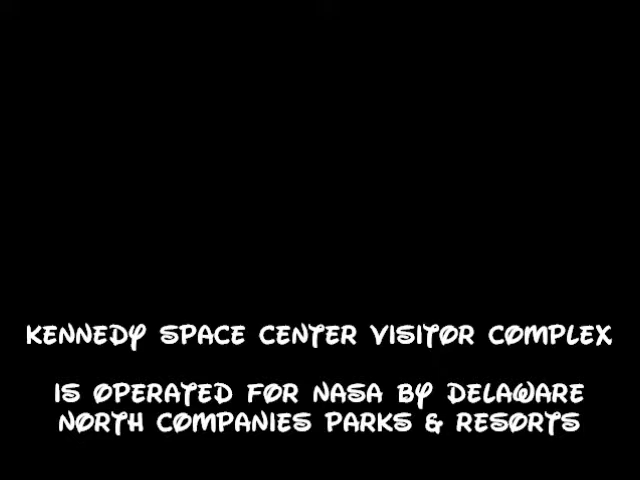 KENNEDY SPACE CENTER VISITOR COMPLEX
IS OPERATED FOR NASA BY DELAWARE
NORTH COMPANIES PARKS & RESORTS